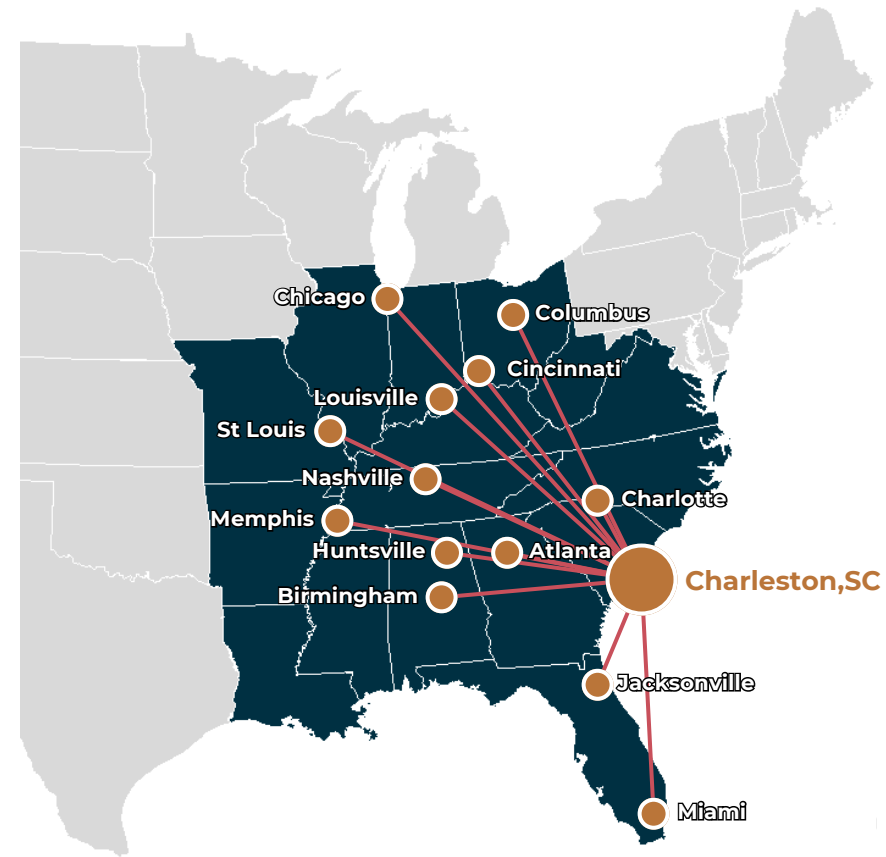 Chicago
Columbus
Cincinnati
Louisville
St Louis
Nashville
Charlotte
Memphis
Huntsville
Atlanta
Charleston,SC
Birmingham
Jacksonville
Miami